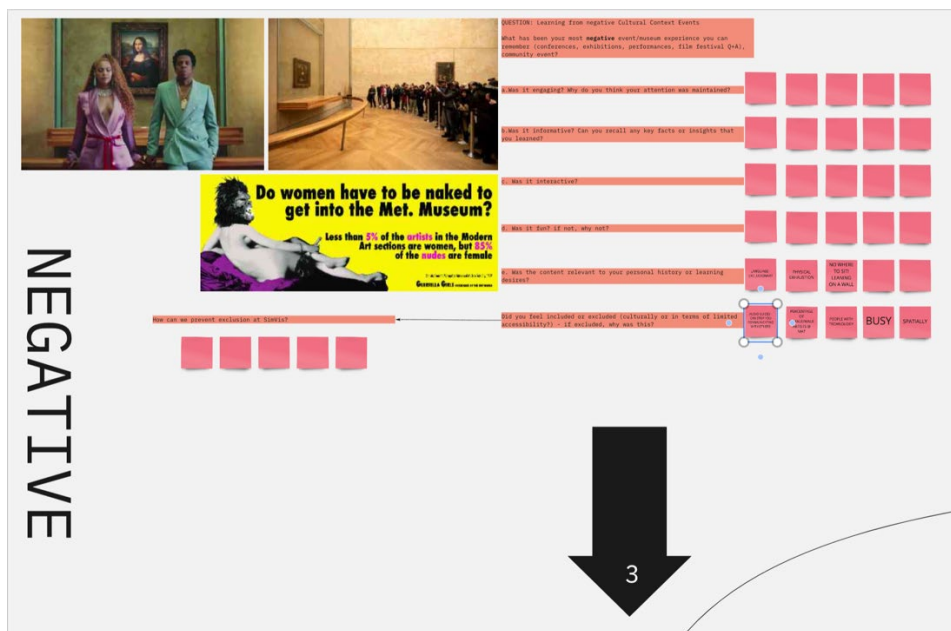 QUESTION: Learning from negative Cultural Context Events
What has been your most negative event/museum experience you can
remember (conferences, exhibitions, performances, film festival Q+A),
community event?
a.Was it engaging? Why do you think your attention was maintained?
b.Was it informative? Can you recall any key facts or insights that
you learned?
c. Was it interactive?
d. Was it fun? if not, why not?
Do women have to be naked to
get into the Met. Museum?
Less than 5% of the artists in the Modern
Art sections are women, but 85%
of the nudes are female
GUERRILLA GIRLS
NEGATIVE
8. Was the content relevant to your personal history or learning
desires?
LANGUAGE
PHYSICAL
EXHAUSTION
NO WHERE
TO SIT
LEANING
ON A WALL
How can we prevent exclusion at
Did you feel included or excluded (culturally or in terms of limited
accessibility?) - if excluded, why was this?
PEOPLE WITH
TECHNOLOGY
BUSY
SPATIALLY
3